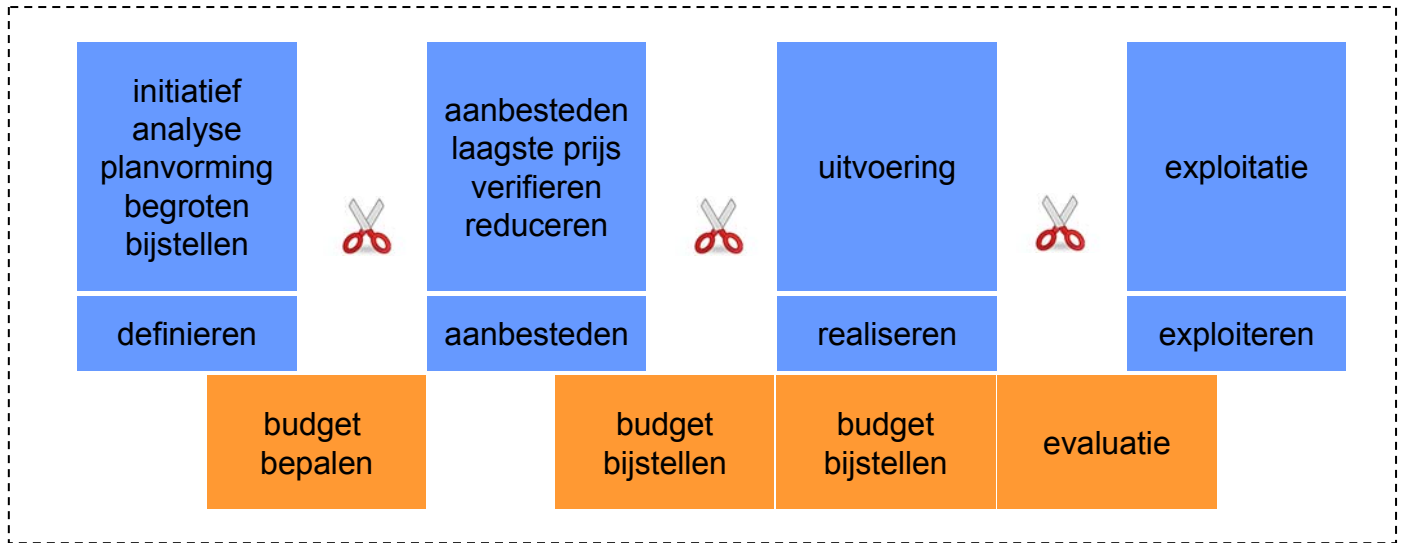 initiatief
analyse
planvorming
begroten
bijstellen
aanbesteden
laagste prijs
verifieren
reduceren
uitvoering
exploitatie
definieren
aanbesteden
realiseren
exploiteren
budget
bepalen
budget
bijstellen
budget
bijstellen
evaluatie